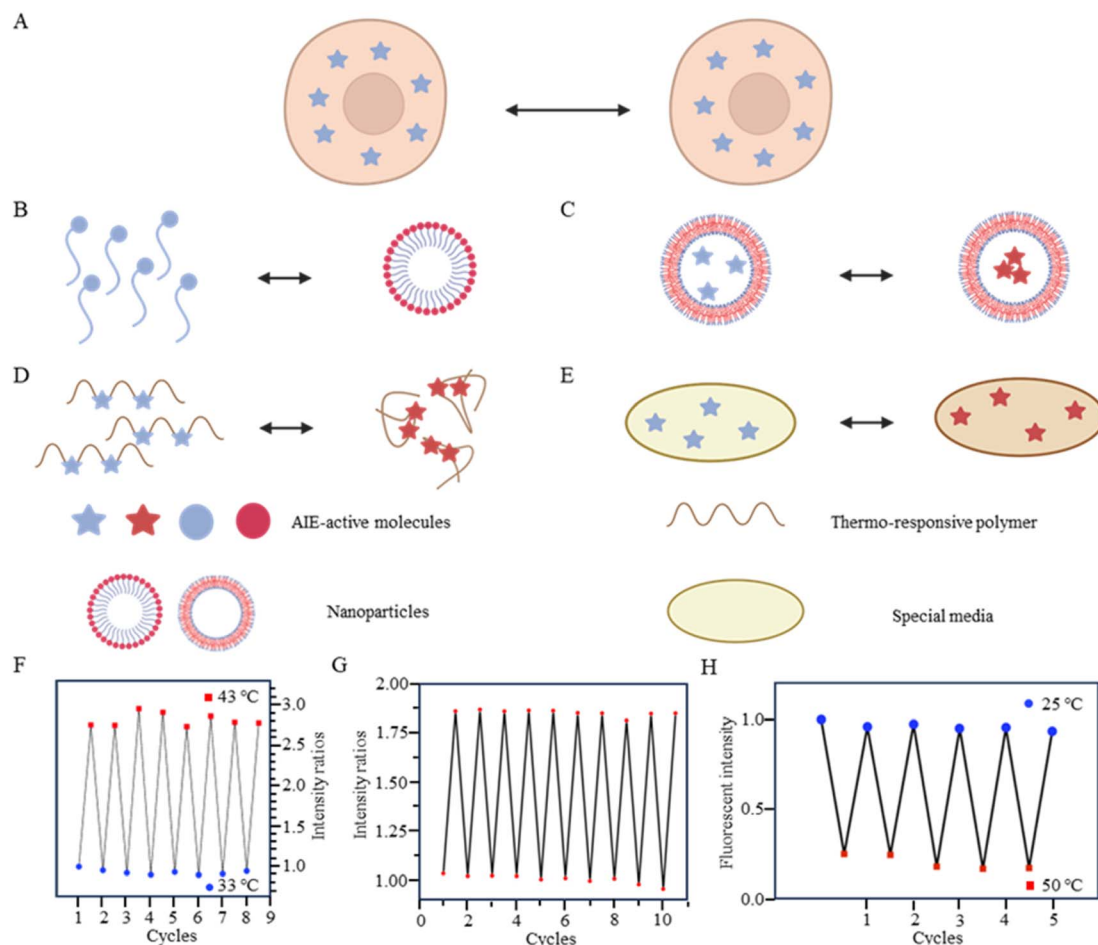 A
B
C
D
E
AIE-active molecules
Thermo-responsive polymer
Nanoparticles
Special media
F
G
H
43 °C
33 °C
3.0
2.5
2.0
1.5
1.0
Intensity ratios
1 2 3 4 5 6 7 8 9
Cycles
2.00
1.75
1.50
1.25
1.00
Intensity ratios
0 2 4 6 8 10
Cycles
25 °C
50 °C
1.0
0.5
0.0
Fluorescent intensity
1 2 3 4 5
Cycles